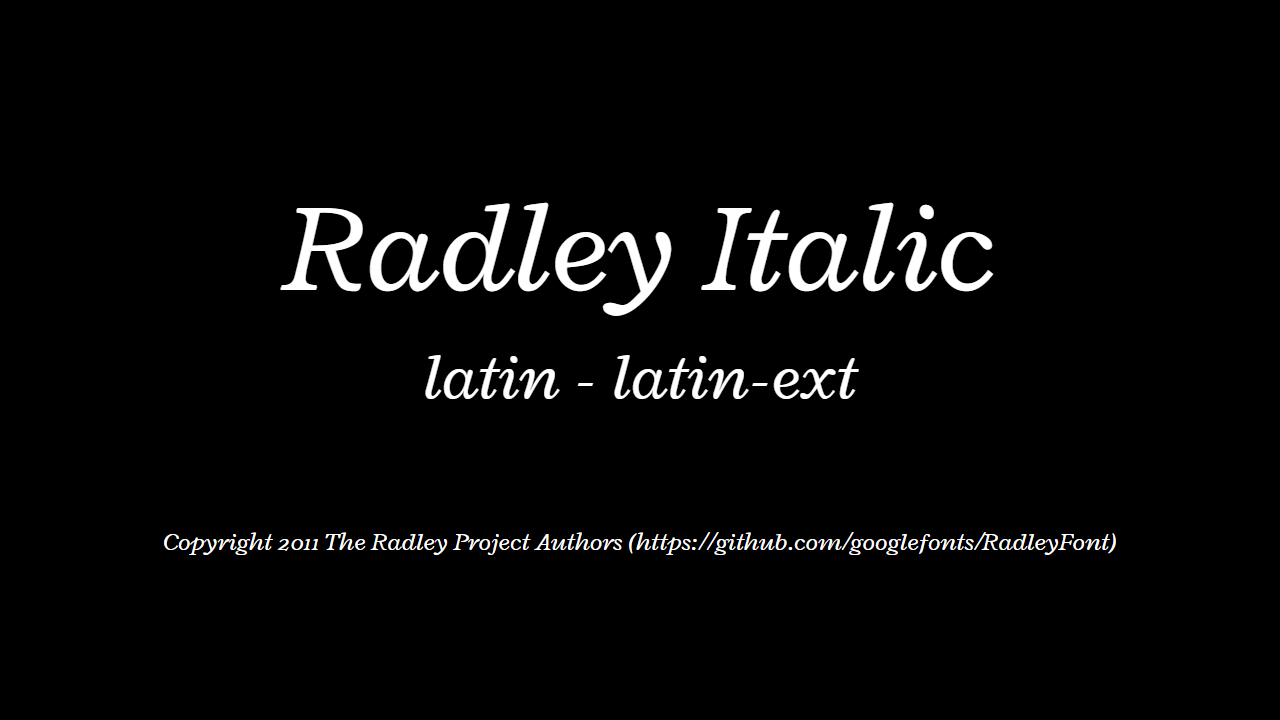 Radley Italic
latin - latin-ext
Copyright 2011 The Radley Project Authors (https://github.com/googlefonts/RadleyFont)